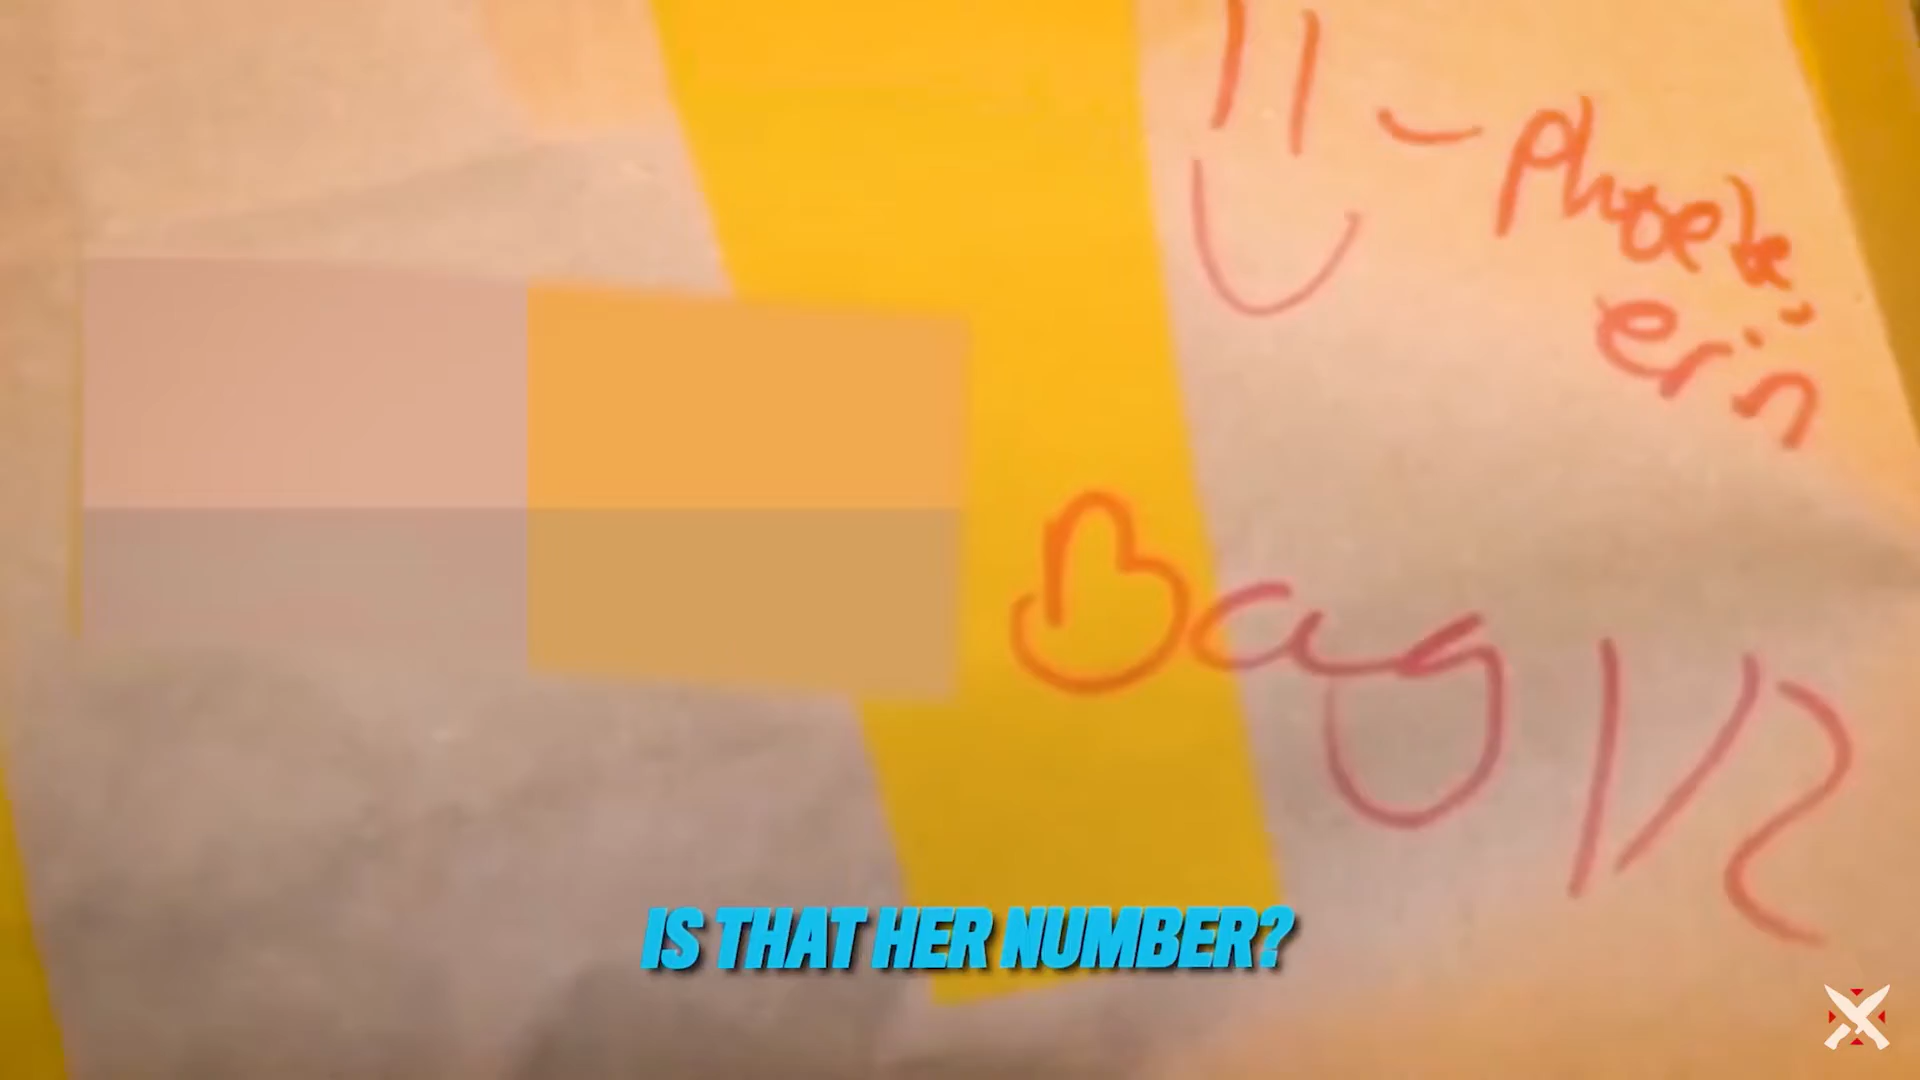 - phoebe,
erin
Bag 1/2
IS THAT HER NUMBER?